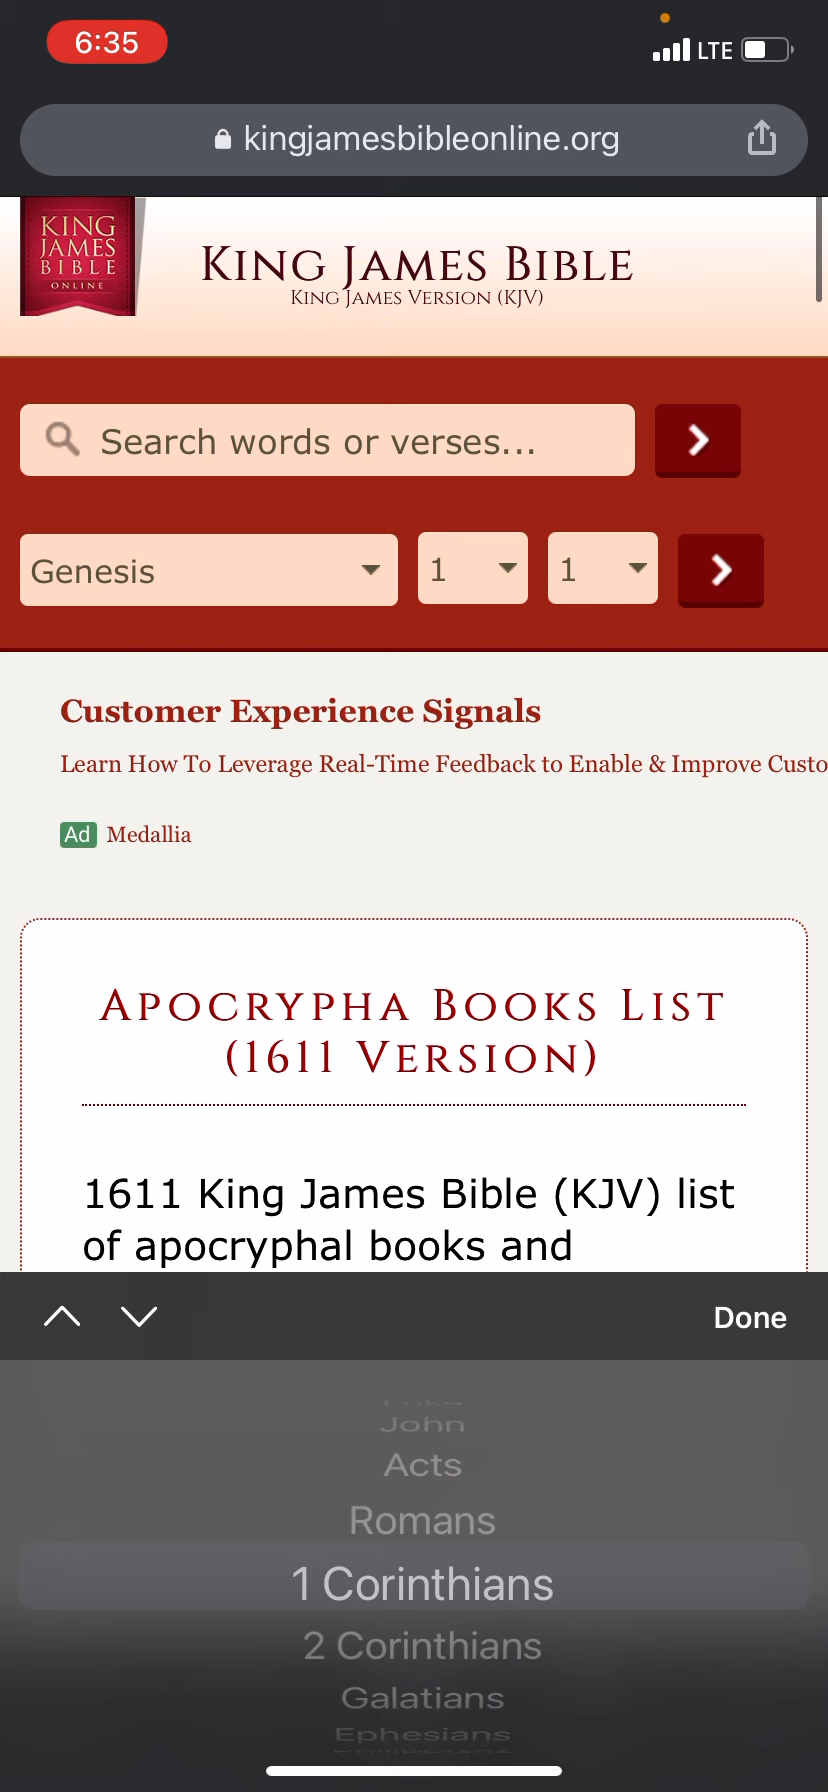 6:35
LTE
kingjamesbibleonline.org
KING
JAMES
BIBLE
ONLINE
KING JAMES BIBLE
KING JAMES VERSION (KJV)
Search words or verses...
Genesis
1
1
Customer Experience Signals
Learn How To Leverage Real-Time Feedback to Enable & Improve Custo
Ad Medallia
APOCRYPHA BOOKS LIST
(1611 VERSION)
1611 King James Bible (KJV) list
of apocryphal books and
Done
John
Acts
Romans
1 Corinthians
2 Corinthians
Galatians
Ephesians